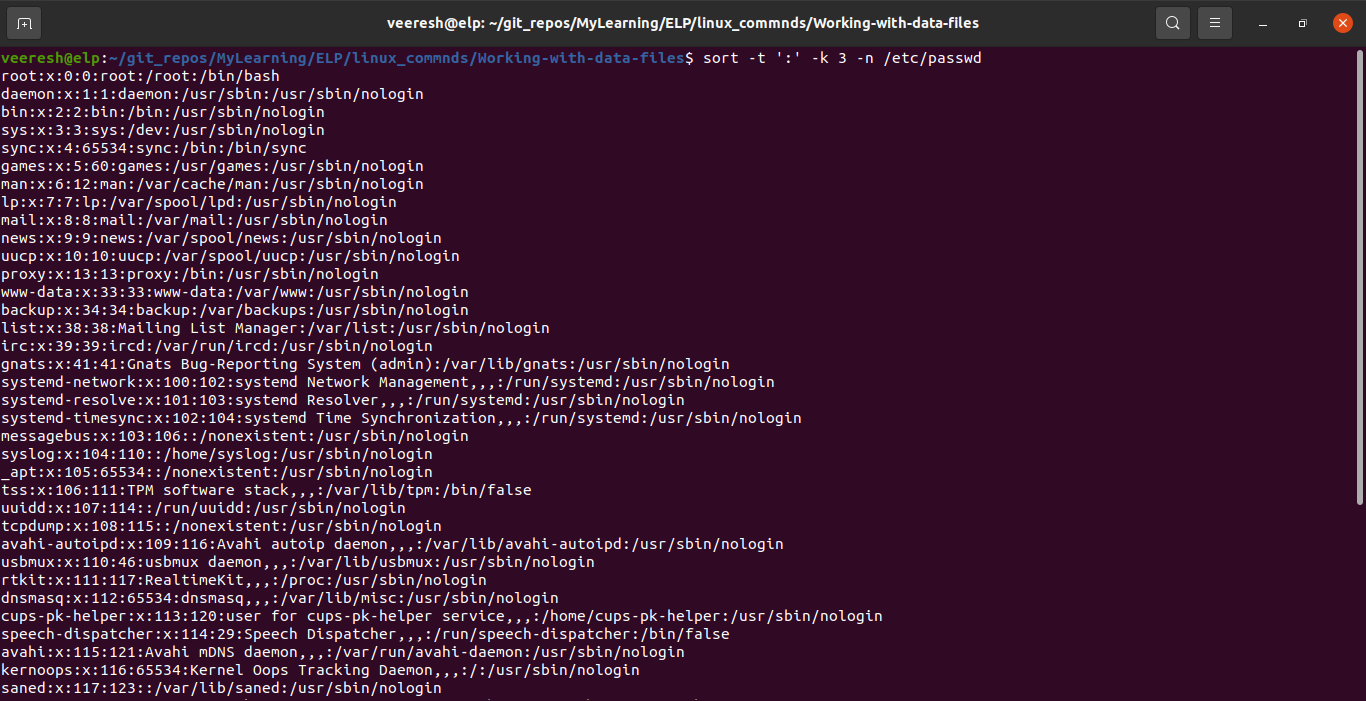 veeresh@elp: ~/git_repos/MyLearning/ELP/linux_commnds/Working-with-data-files
veeresh@elp:~/git_repos/MyLearning/ELP/linux_commnds/Working-with-data-files$ sort -t ':' -k 3 -n /etc/passwd
root:x:0:0:root:/root:/bin/bash
daemon:x:1:1:daemon:/usr/sbin:/usr/sbin/nologin
bin:x:2:2:bin:/bin:/usr/sbin/nologin
sys:x:3:3:sys:/dev:/usr/sbin/nologin
sync:x:4:65534:sync:/bin:/bin/sync
games:x:5:60:games:/usr/games:/usr/sbin/nologin
man:x:6:12:man:/var/cache/man:/usr/sbin/nologin
lp:x:7:7:lp:/var/spool/lpd:/usr/sbin/nologin
mail:x:8:8:mail:/var/mail:/usr/sbin/nologin
news:x:9:9:news:/var/spool/news:/usr/sbin/nologin
uucp:x:10:10:uucp:/var/spool/uucp:/usr/sbin/nologin
proxy:x:13:13:proxy:/bin:/usr/sbin/nologin
www-data:x:33:33:www-data:/var/www:/usr/sbin/nologin
backup:x:34:34:backup:/var/backups:/usr/sbin/nologin
list:x:38:38:Mailing List Manager:/var/list:/usr/sbin/nologin
irc:x:39:39:ircd:/var/run/ircd:/usr/sbin/nologin
gnats:x:41:41:Gnats Bug-Reporting System (admin):/var/lib/gnats:/usr/sbin/nologin
systemd-network:x:100:102:systemd Network Management,,,:/run/systemd:/usr/sbin/nologin
systemd-resolve:x:101:103:systemd Resolver,,,:/run/systemd:/usr/sbin/nologin
systemd-timesync:x:102:104:systemd Time Synchronization,,,:/run/systemd:/usr/sbin/nologin
messagebus:x:103:106::/nonexistent:/usr/sbin/nologin
syslog:x:104:110::/home/syslog:/usr/sbin/nologin
_apt:x:105:65534::/nonexistent:/usr/sbin/nologin
tss:x:106:111:TPM software stack,,,:/var/lib/tpm:/bin/false
uuidd:x:107:114::/run/uuidd:/usr/sbin/nologin
tcpdump:x:108:115::/nonexistent:/usr/sbin/nologin
avahi-autoipd:x:109:116:Avahi autoip daemon,,,:/var/lib/avahi-autoipd:/usr/sbin/nologin
usbmux:x:110:46:usbmux daemon,,,:/var/lib/usbmux:/usr/sbin/nologin
rtkit:x:111:117:RealtimeKit,,,:/proc:/usr/sbin/nologin
dnsmasq:x:112:65534:dnsmasq,,,:/var/lib/misc:/usr/sbin/nologin
cups-pk-helper:x:113:120:user for cups-pk-helper service,,,:/home/cups-pk-helper:/usr/sbin/nologin
speech-dispatcher:x:114:29:Speech Dispatcher,,,:/run/speech-dispatcher:/bin/false
avahi:x:115:121:Avahi mDNS daemon,,,:/var/run/avahi-daemon:/usr/sbin/nologin
kernoops:x:116:65534:Kernel Oops Tracking Daemon,,,:/:/usr/sbin/nologin
saned:x:117:123::/var/lib/saned:/usr/sbin/nologin